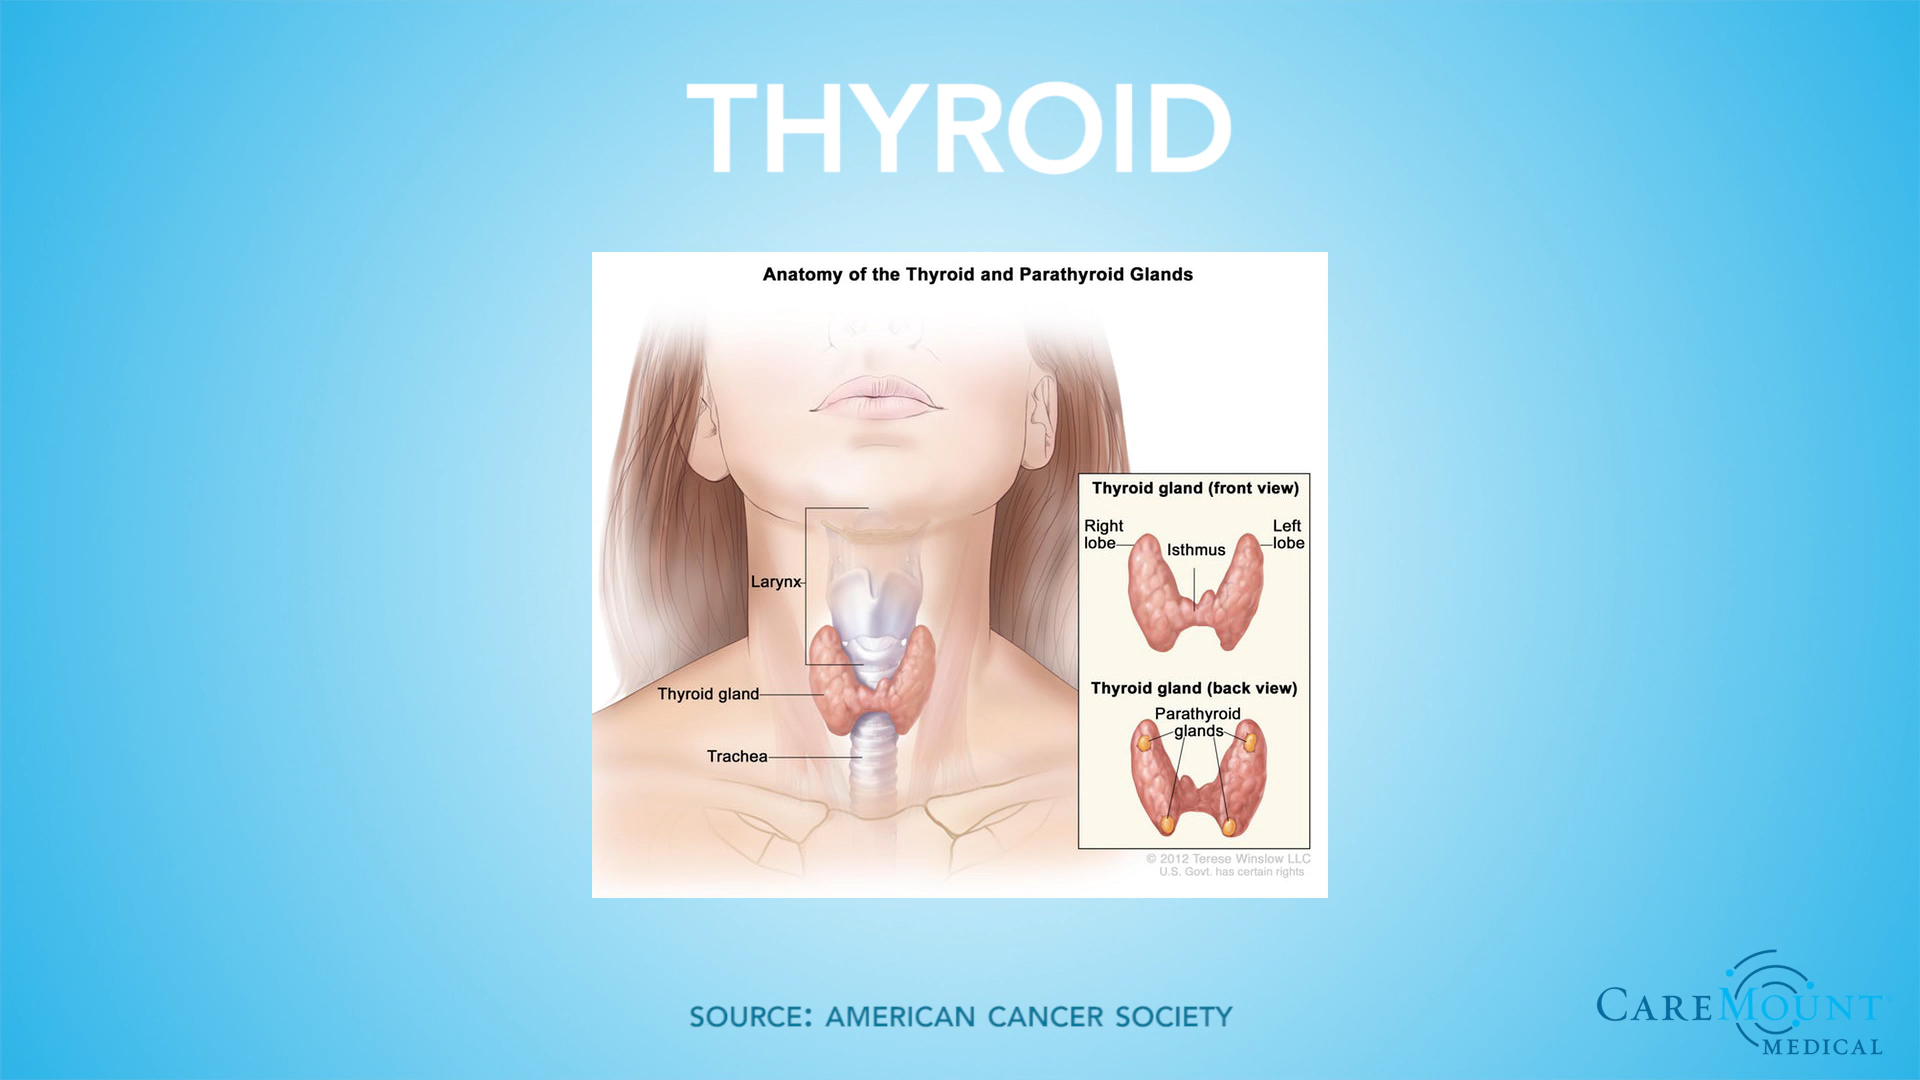 THYROID
Anatomy of the Thyroid and Parathyroid Glands
Larynx
Thyroid gland
Trachea
Thyroid gland (front view)
Right
lobe
Isthmus
Left
lobe
Thyroid gland (back view)
Parathyroid
glands
© 2012 Terese Winslow LLC
U.S. Govt. has certain rights
SOURCE: AMERICAN CANCER SOCIETY
CAREMOUNT
MEDICAL